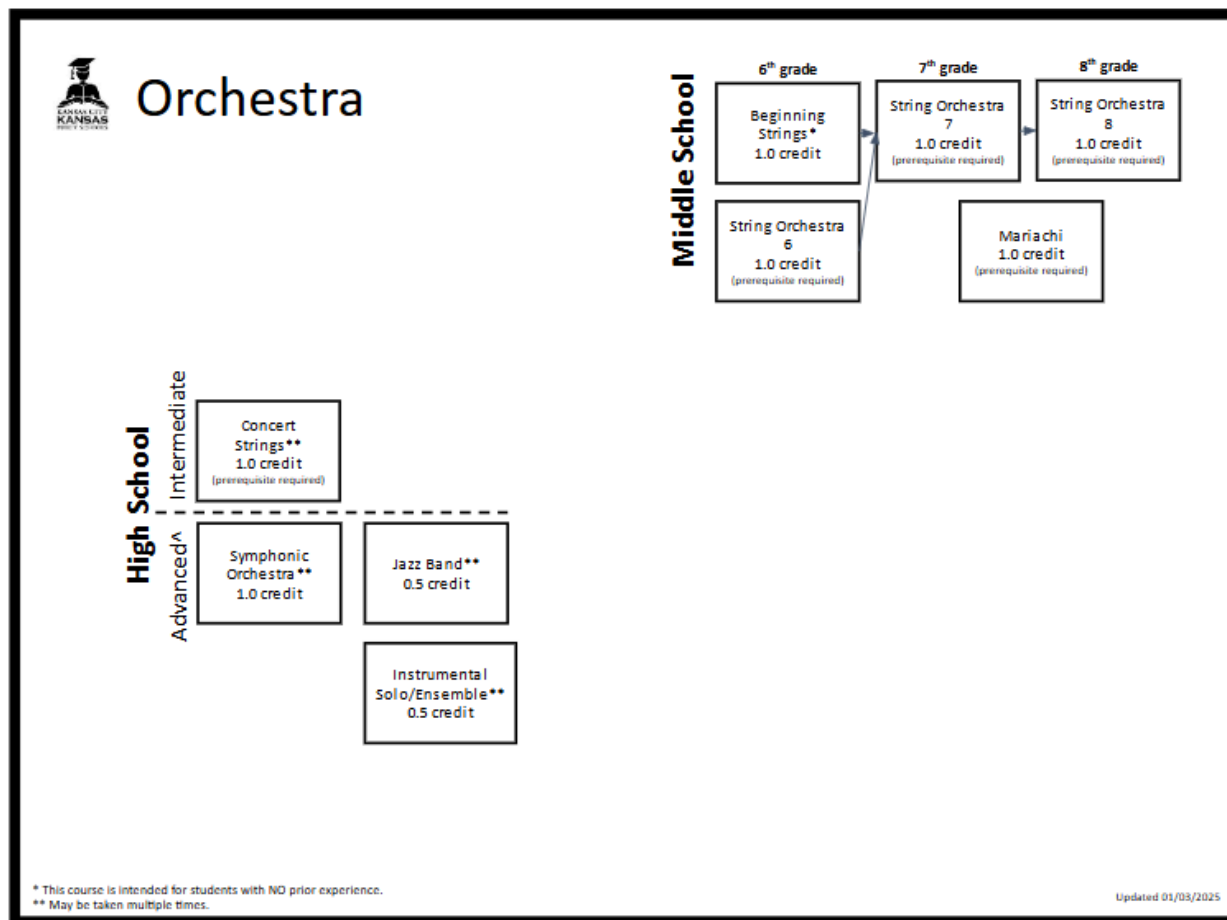 KANSAS CITY
KANSAS
PUBLIC SCHOOLS
Orchestra
Middle School
6th grade
7th grade
8th grade
Beginning
Strings*
1.0 credit
String Orchestra
7
1.0 credit
(prerequisite required)
String Orchestra
8
1.0 credit
(prerequisite required)
String Orchestra
6
1.0 credit
(prerequisite required)
Mariachi
1.0 credit
(prerequisite required)
High School
Intermediate
Concert
Strings**
1.0 credit
(prerequisite required)
Advanced^
Symphonic
Orchestra**
1.0 credit
Jazz Band**
0.5 credit
Instrumental
Solo/Ensemble**
0.5 credit
* This course is intended for students with NO prior experience.
** May be taken multiple times.
Updated 01/03/2025